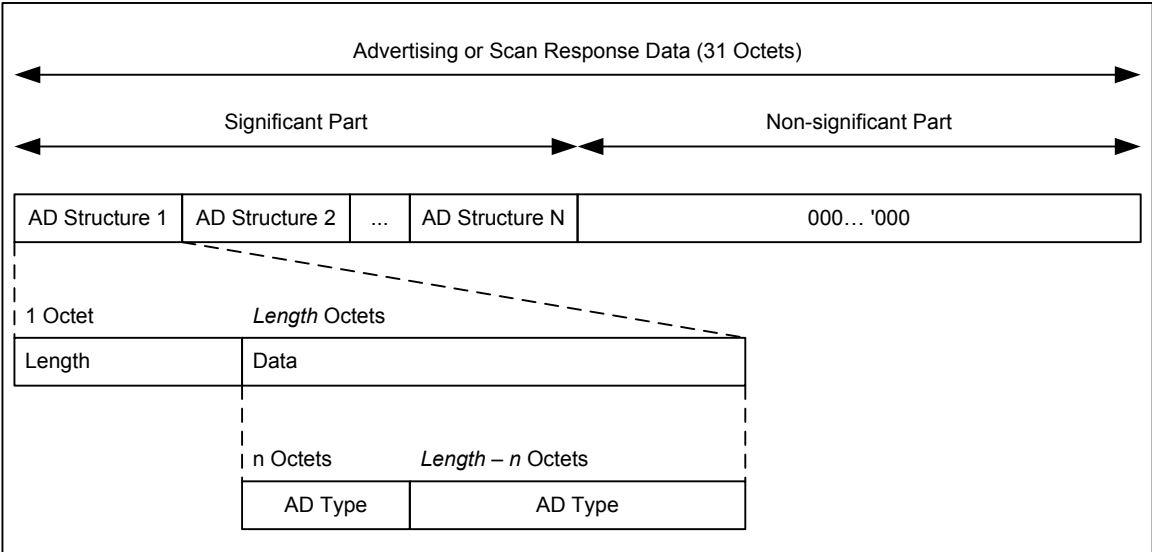 Advertising or Scan Response Data (31 Octets)
Significant Part Non-significant Part
AD Structure 1 AD Structure 2 ... AD Structure N 000… '000
1 Octet Length Octets
Length Data
n Octets Length – n Octets
AD Type AD Type